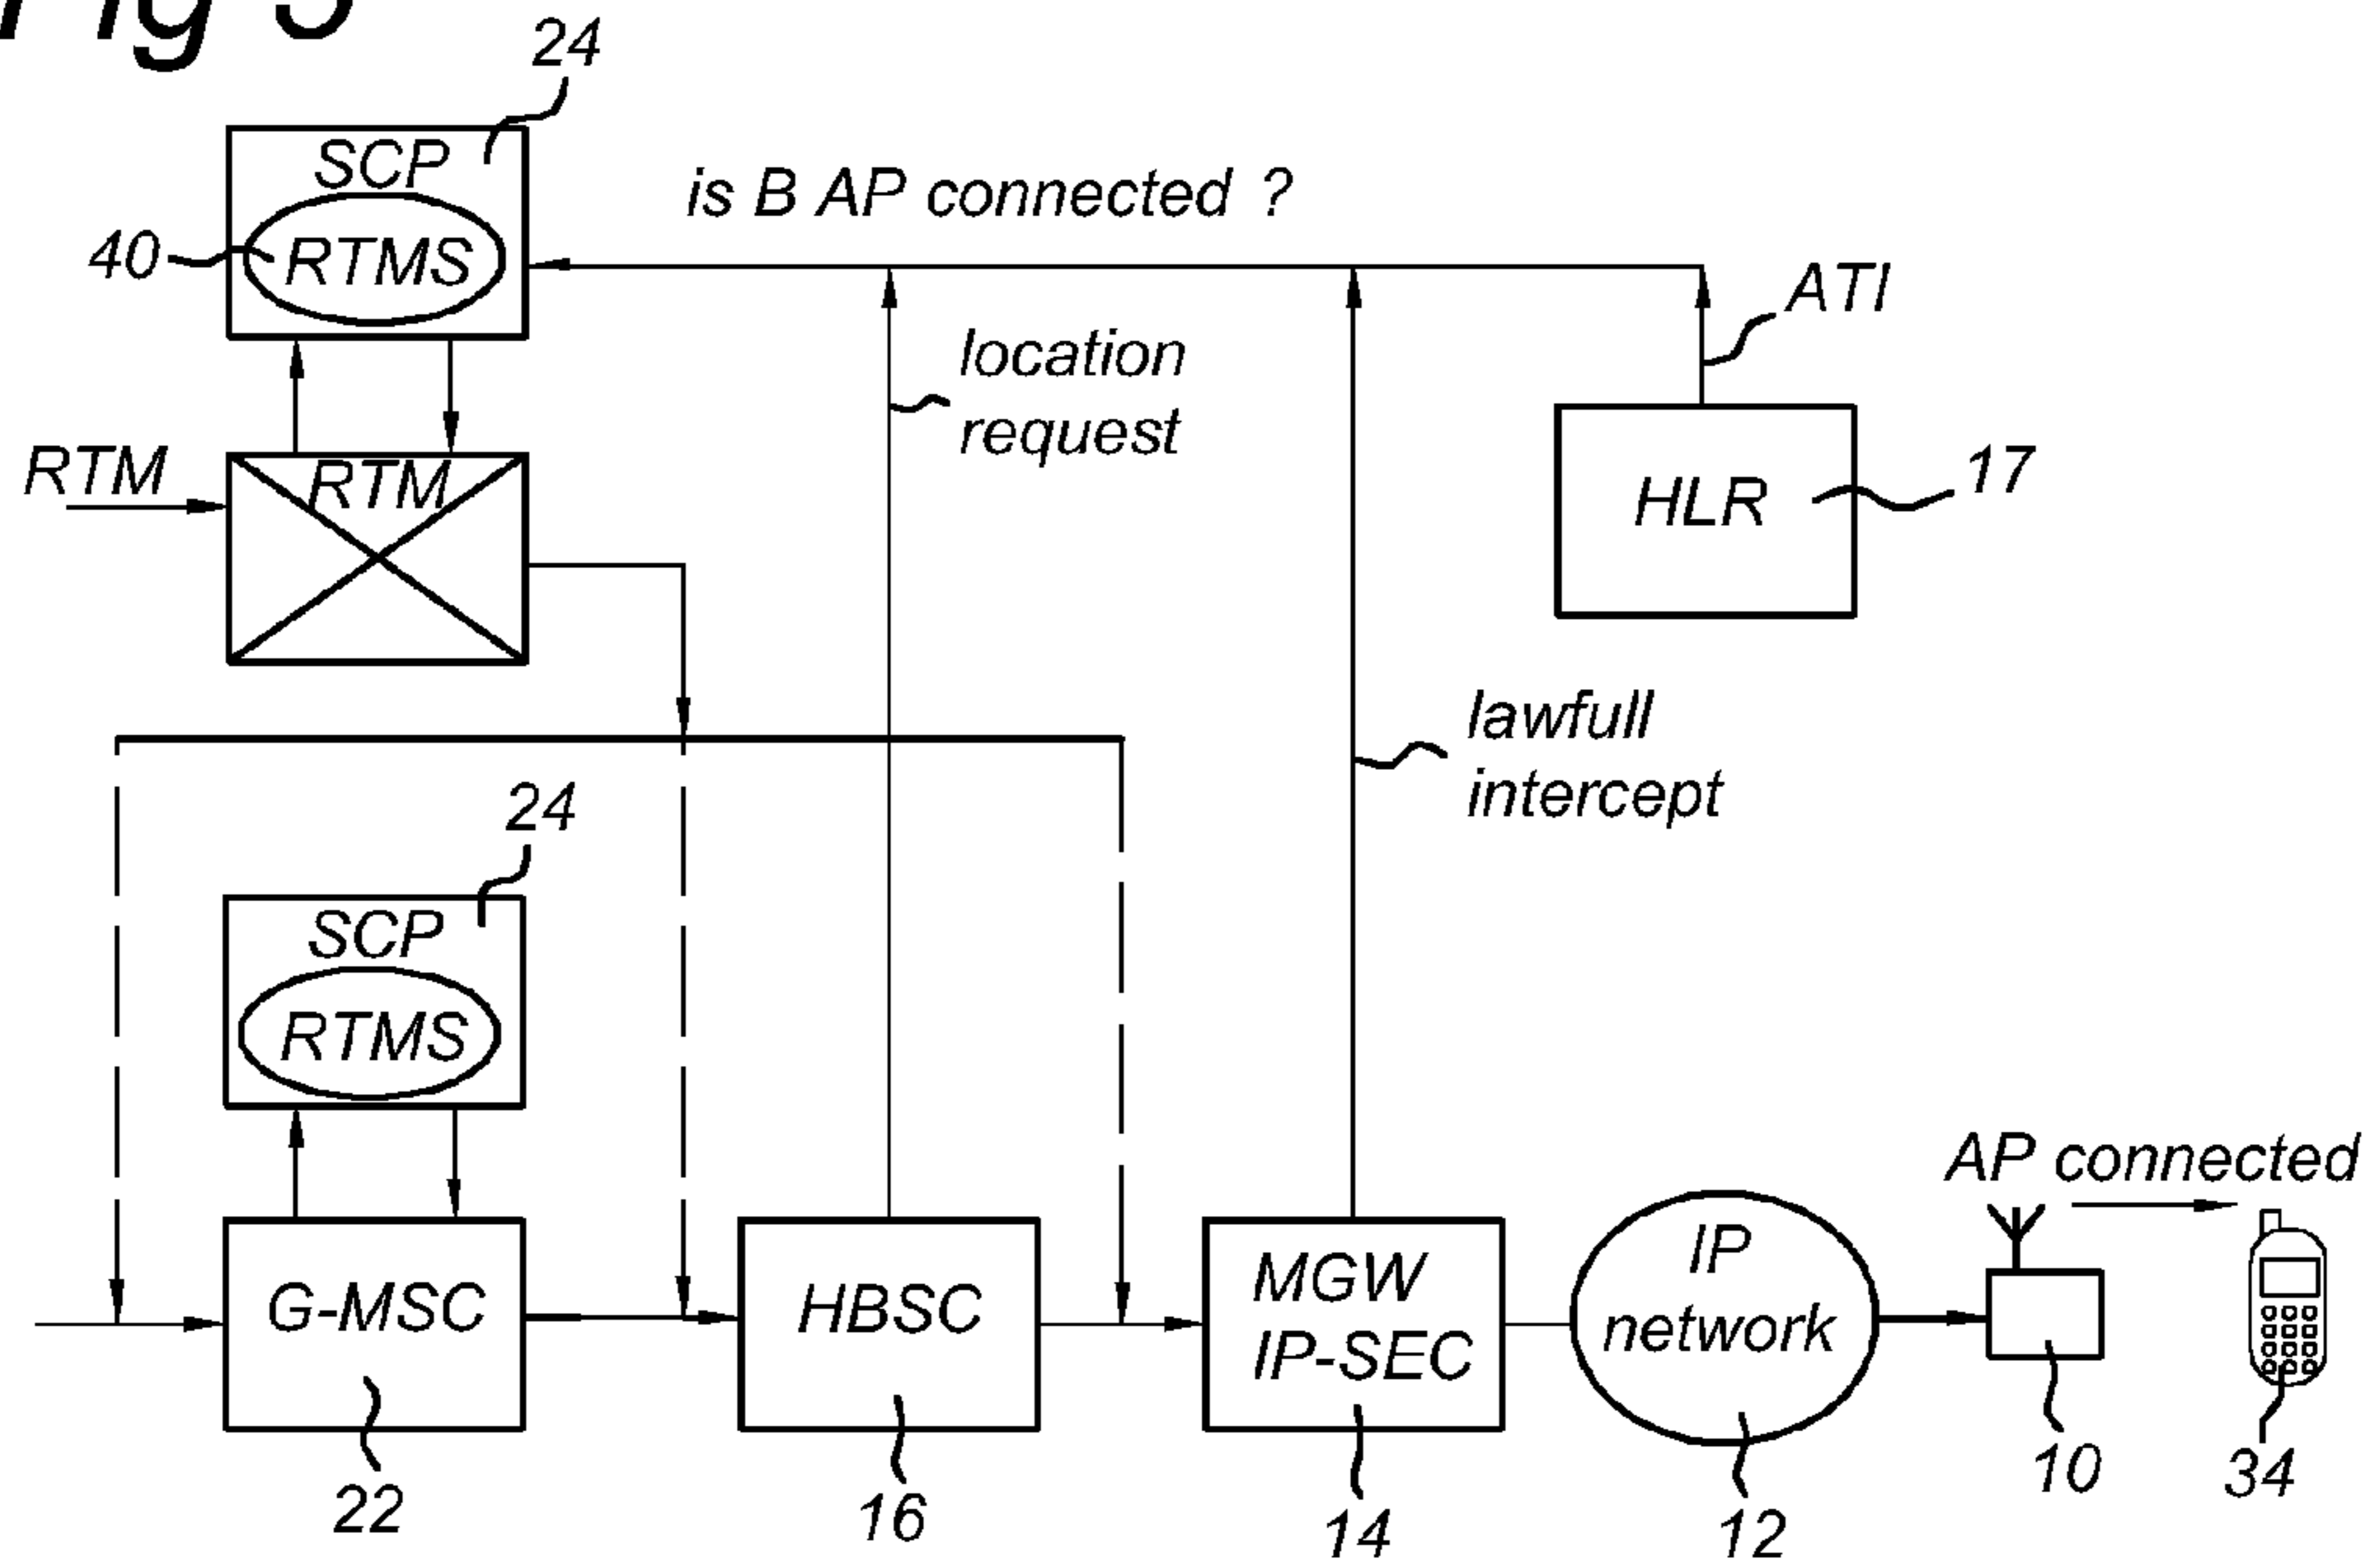 Fig 5
24
SCP
40
RTMS
is B AP connected ?
ATI
location
request
RTM
RTM
HLR
17
lawfull
intercept
24
SCP
RTMS
AP connected
G-MSC
HBSC
MGW
IP-SEC
IP
network
22
16
14
12
10
34